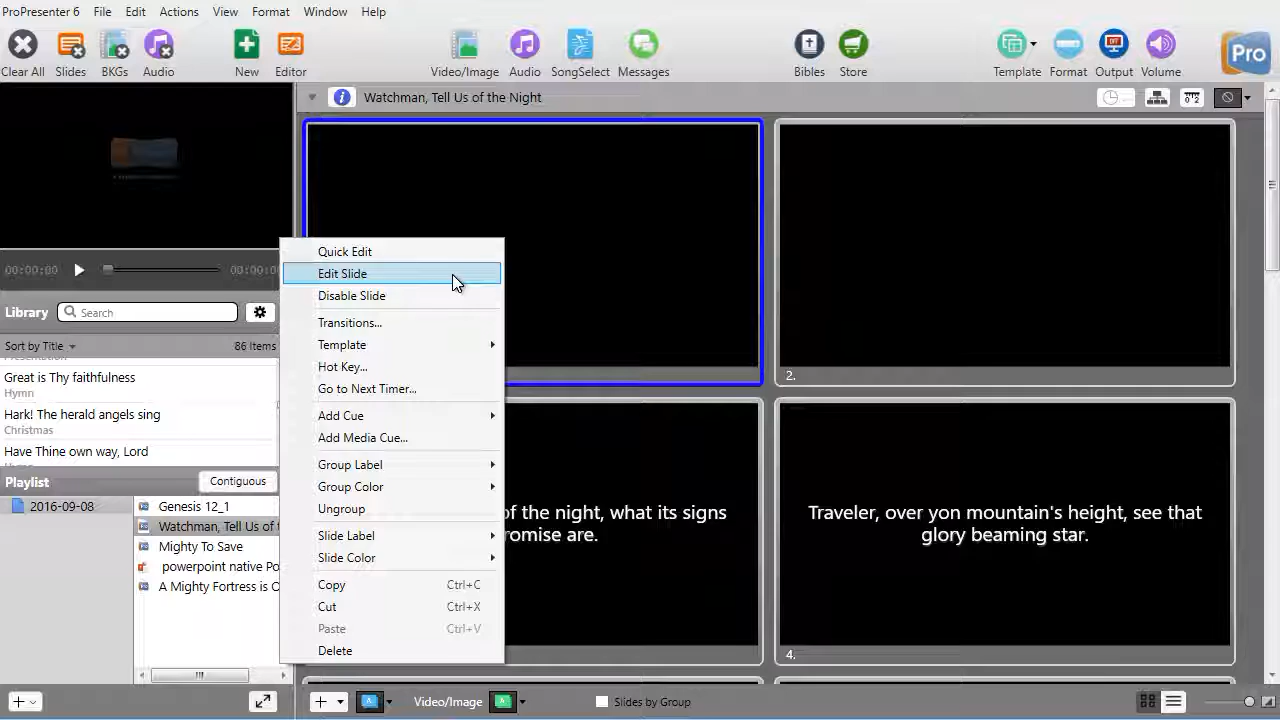 ProPresenter 6 File Edit Actions View Format Window Help
Clear All Slides BKGs Audio New Editor Video/Image Audio SongSelect Messages Bibles Store Template Format Output Volume
Pro
Watchman, Tell Us of the Night
00:00:00 00:00:0
Library Search
Sort by Title 86 Items
Presentation
Great is Thy faithfulness
Hymn
Hark! The herald angels sing
Christmas
Have Thine own way, Lord
Hymn
Playlist Contiguous
2016-09-08
Genesis 12_1
Watchman, Tell Us of t
Mighty To Save
powerpoint native Po
A Mighty Fortress is O
Quick Edit
Edit Slide
Disable Slide
Transitions...
Template
Hot Key...
Go to Next Timer...
Add Cue
Add Media Cue...
Group Label
Group Color
Ungroup
Slide Label
Slide Color
Copy Ctrl+C
Cut Ctrl+X
Paste Ctrl+V
Delete
2.
of the night, what its signs
romise are.
Traveler, over yon mountain's height, see that
glory beaming star.
4.
Video/Image Slides by Group